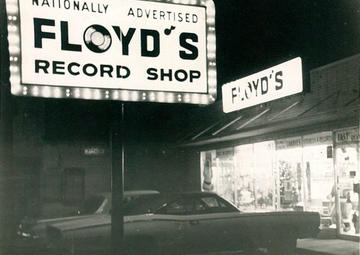 NATIONALLY ADVERTISED
FLOYD'S
RECORD SHOP
FLOYD'S